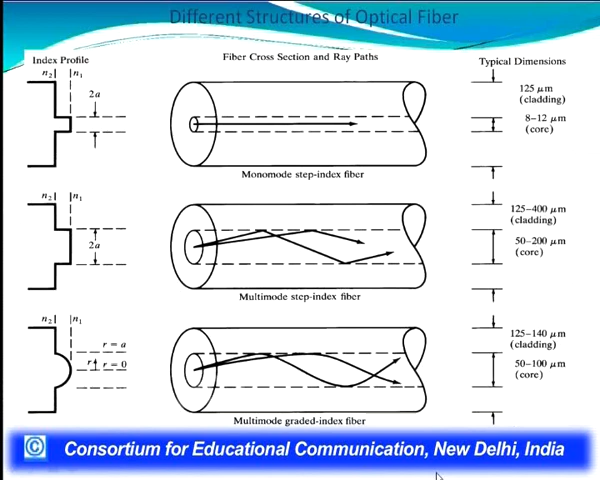 Different Structures of Optical Fiber
Index Profile
Fiber Cross Section and Ray Paths
Typical Dimensions
n₂ n₁
2a
125 μm
(cladding)
8–12 μm
(core)
Monomode step-index fiber
n₂ n₁
2a
125–400 μm
(cladding)
50–200 μm
(core)
Multimode step-index fiber
n₂ n₁
r = a
r r = 0
125–140 μm
(cladding)
50–100 μm
(core)
Multimode graded-index fiber
© Consortium for Educational Communication, New Delhi, India